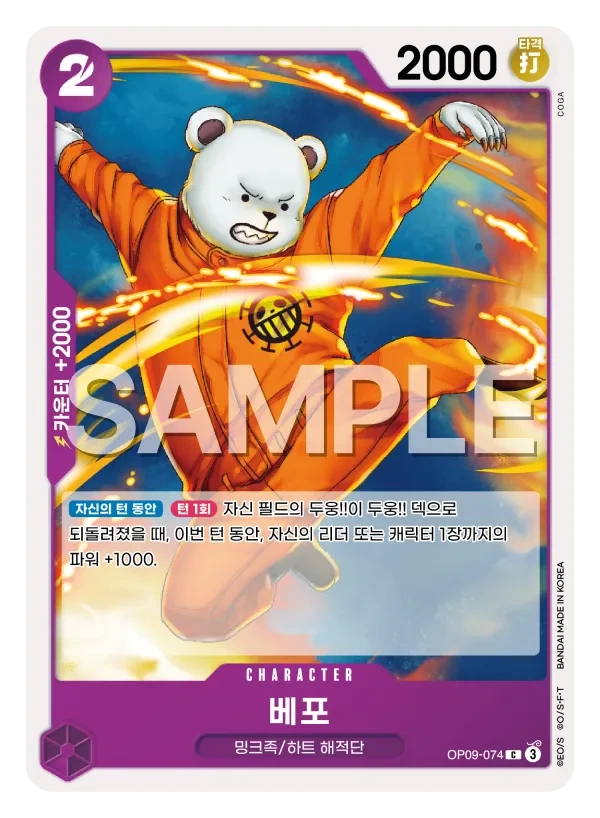 2
2000
타격
打
COGA
카운터 +2000
SAMPLE
자신의 턴 동안 턴 1회 자신 필드의 두웅!!이 두웅!! 덱으로
되돌려졌을 때, 이번 턴 동안, 자신의 리더 또는 캐릭터 1장까지의
파워 +1000.
CHARACTER
베포
밍크족/하트 해적단
OP09-074 C 3
©EO/S ©O/S·F·T BANDAI MADE IN KOREA